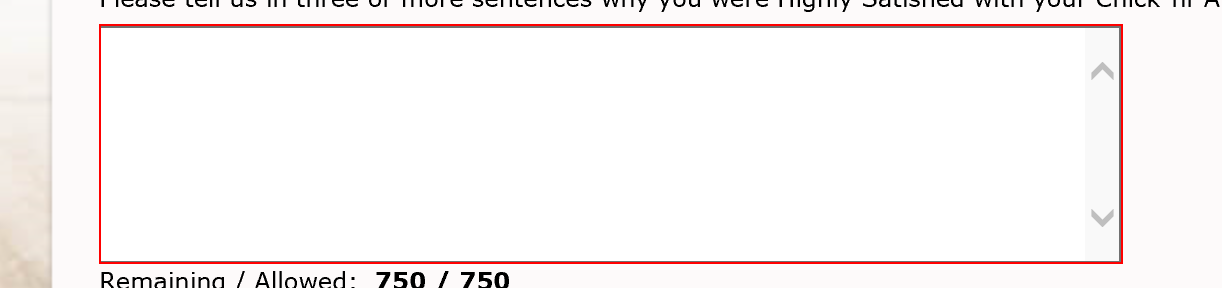 Please tell us in three or more sentences why you were Highly Satisfied with your Chick-fil-A
Remaining / Allowed: 750 / 750